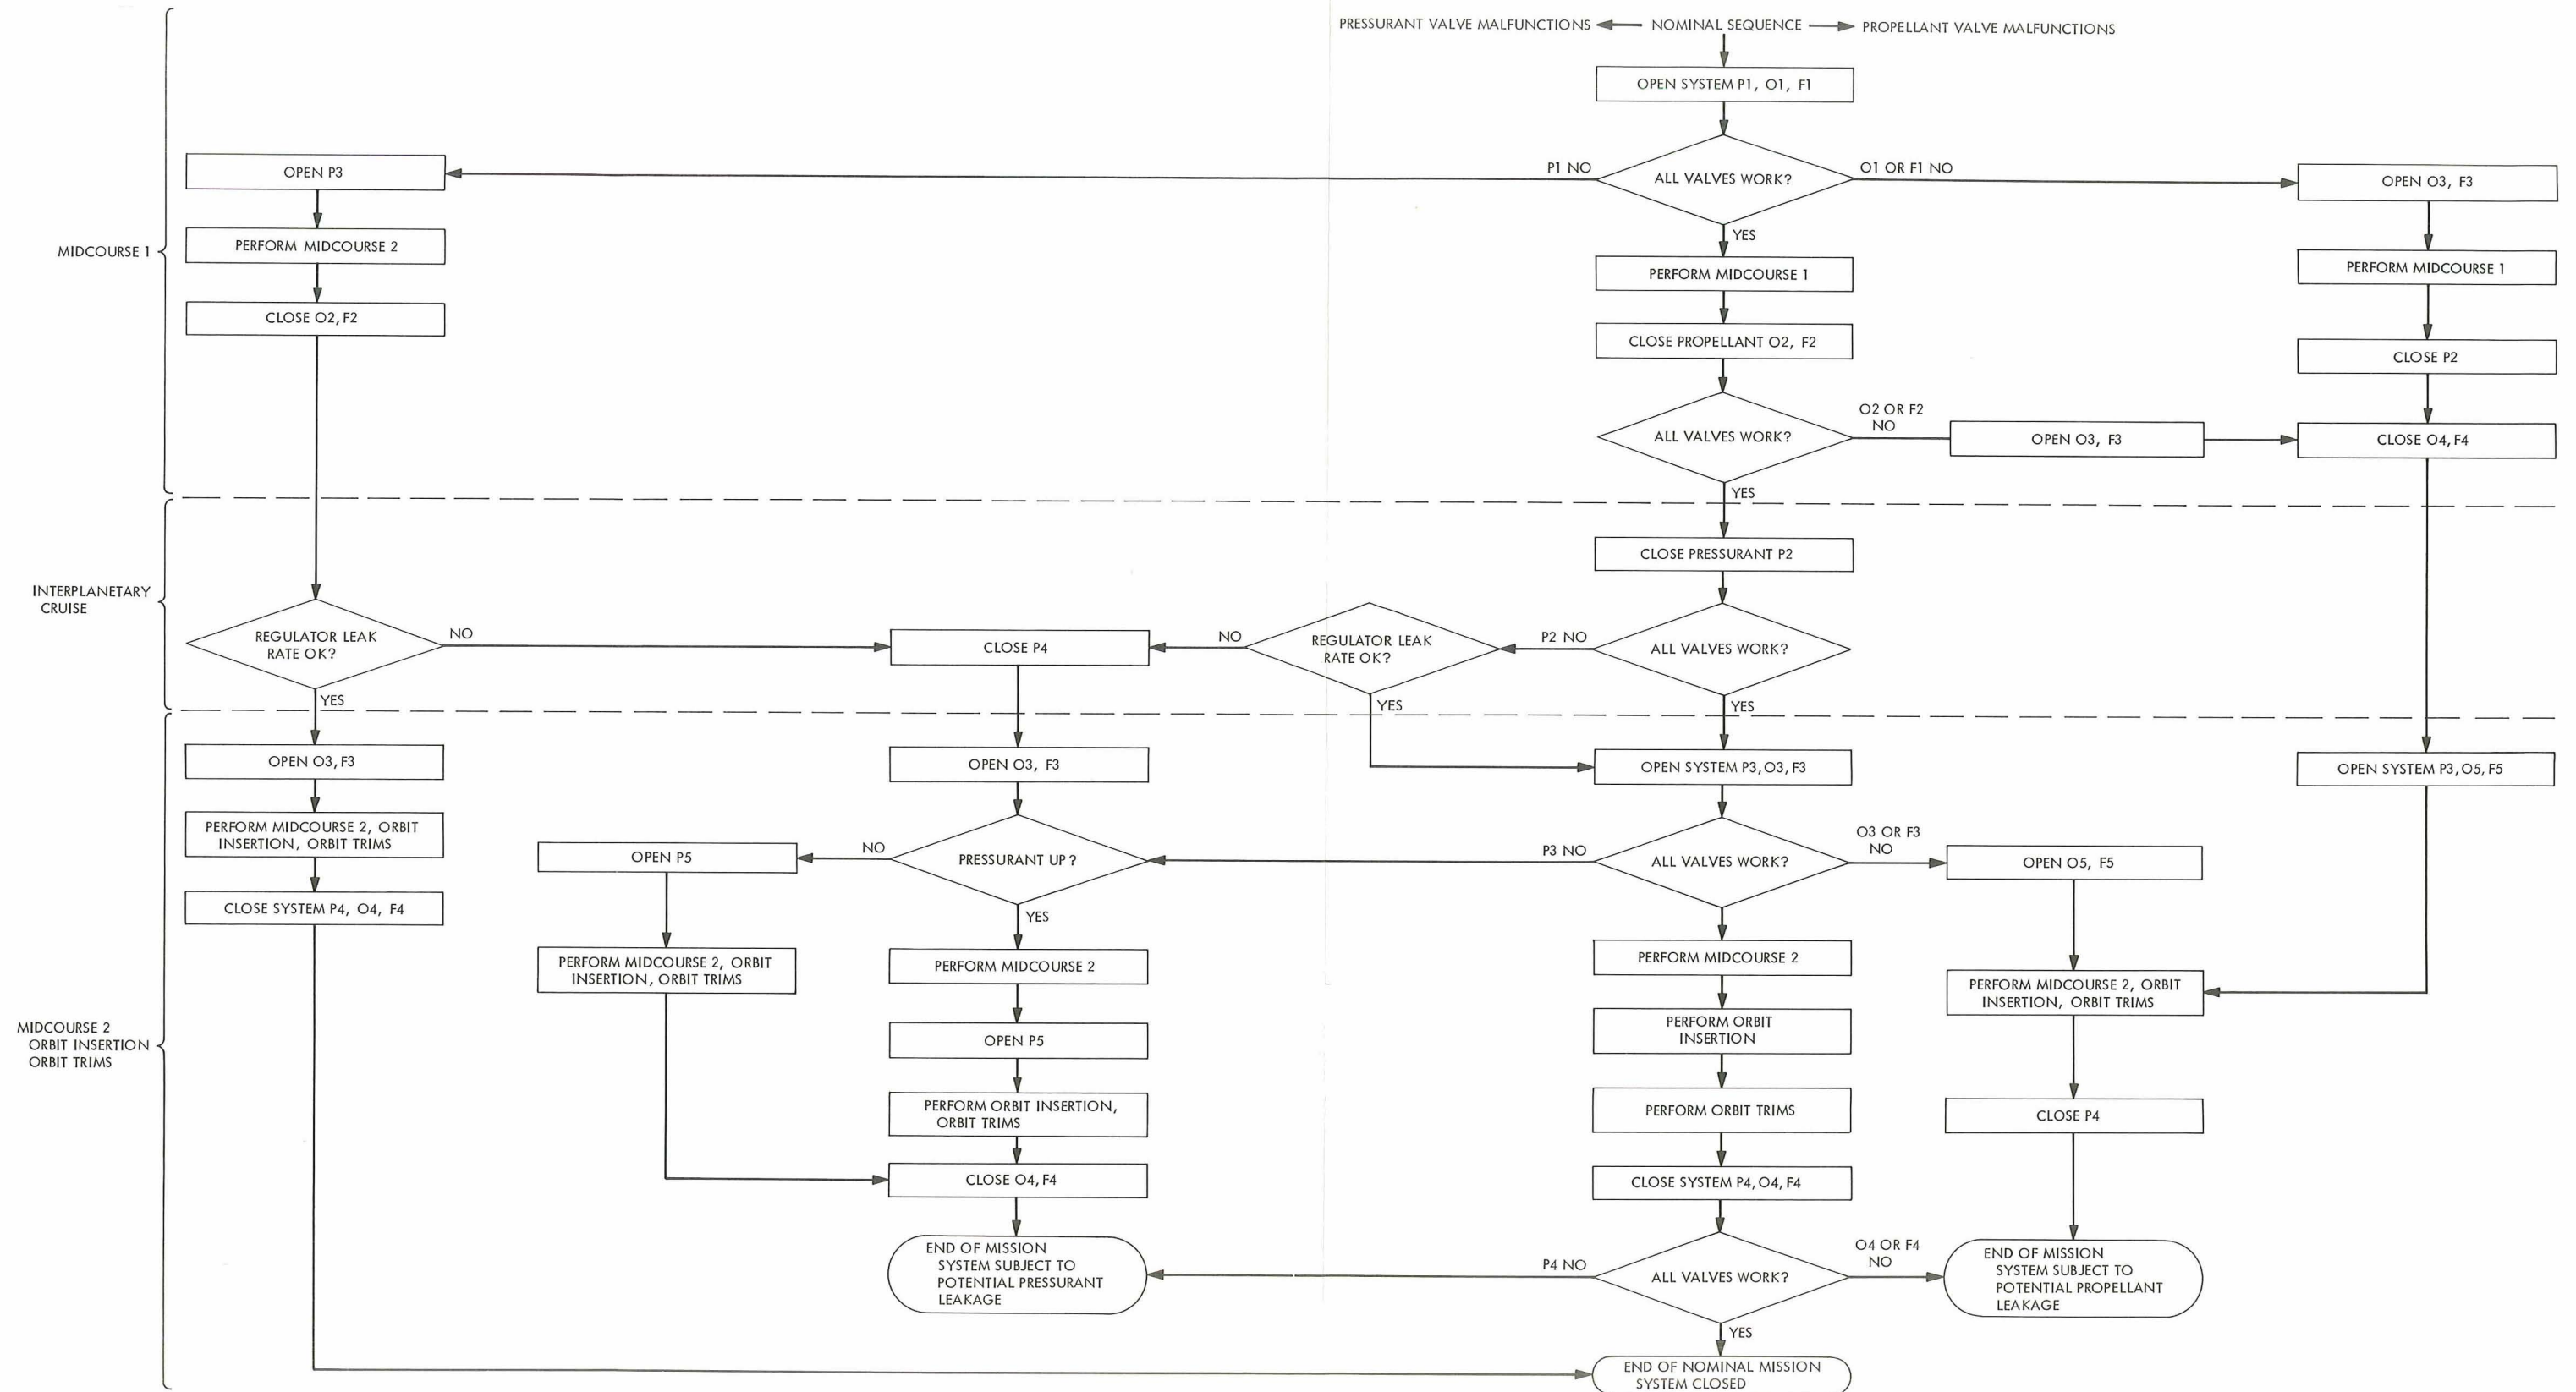 PRESSURANT VALVE MALFUNCTIONS NOMINAL SEQUENCE PROPELLANT VALVE MALFUNCTIONS
OPEN SYSTEM P1, O1, F1
ALL VALVES WORK?
P1 NO
O1 OR F1 NO
YES
OPEN P3
PERFORM MIDCOURSE 2
CLOSE O2, F2
MIDCOURSE 1
PERFORM MIDCOURSE 1
CLOSE PROPELLANT O2, F2
ALL VALVES WORK?
O2 OR F2
NO
OPEN O3, F3
YES
OPEN O3, F3
PERFORM MIDCOURSE 1
CLOSE P2
CLOSE O4, F4
INTERPLANETARY
CRUISE
REGULATOR LEAK
RATE OK?
NO
YES
CLOSE P4
NO
REGULATOR LEAK
RATE OK?
YES
P2 NO
CLOSE PRESSURANT P2
ALL VALVES WORK?
YES
MIDCOURSE 2
ORBIT INSERTION
ORBIT TRIMS
OPEN O3, F3
PERFORM MIDCOURSE 2, ORBIT
INSERTION, ORBIT TRIMS
CLOSE SYSTEM P4, O4, F4
OPEN P5
PERFORM MIDCOURSE 2, ORBIT
INSERTION, ORBIT TRIMS
OPEN O3, F3
NO
PRESSURANT UP?
YES
PERFORM MIDCOURSE 2
OPEN P5
PERFORM ORBIT INSERTION,
ORBIT TRIMS
CLOSE O4, F4
END OF MISSION
SYSTEM SUBJECT TO
POTENTIAL PRESSURANT
LEAKAGE
OPEN SYSTEM P3, O3, F3
P3 NO
ALL VALVES WORK?
O3 OR F3
NO
PERFORM MIDCOURSE 2
PERFORM ORBIT
INSERTION
PERFORM ORBIT TRIMS
CLOSE SYSTEM P4, O4, F4
P4 NO
ALL VALVES WORK?
O4 OR F4
NO
YES
END OF NOMINAL MISSION
SYSTEM CLOSED
OPEN O5, F5
PERFORM MIDCOURSE 2, ORBIT
INSERTION, ORBIT TRIMS
CLOSE P4
END OF MISSION
SYSTEM SUBJECT TO
POTENTIAL PROPELLANT
LEAKAGE
OPEN SYSTEM P3, O5, F5